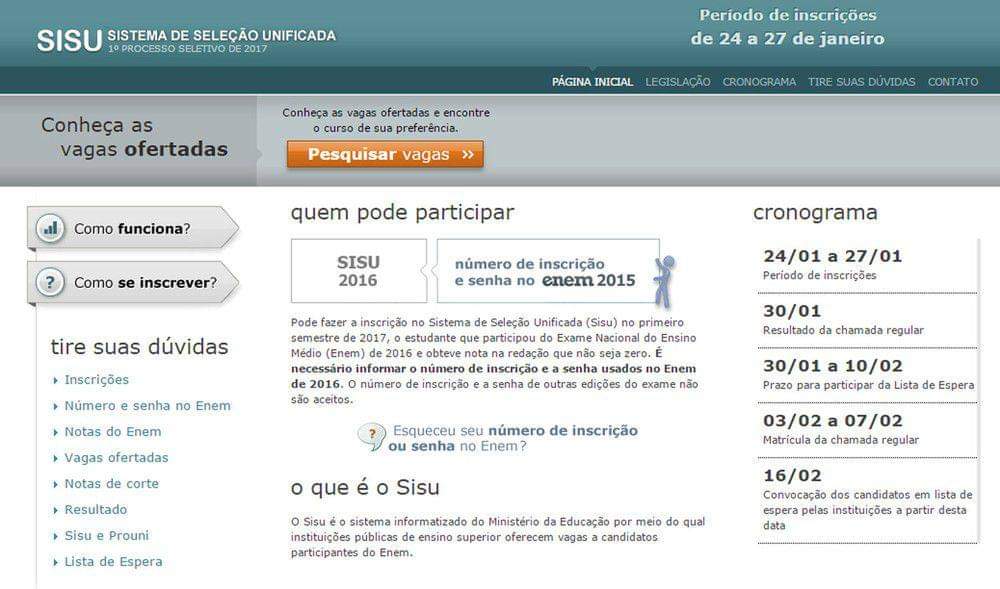 SISU SISTEMA DE SELEÇÃO UNIFICADA
1º PROCESSO SELETIVO DE 2017
Período de inscrições
de 24 a 27 de janeiro
PÁGINA INICIAL LEGISLAÇÃO CRONOGRAMA TIRE SUAS DÚVIDAS CONTATO
Conheça as
vagas ofertadas
Conheça as vagas ofertadas e encontre
o curso de sua preferência.
Pesquisar vagas »
Como funciona?
? Como se inscrever?
tire suas dúvidas
Inscrições
Número e senha no Enem
Notas do Enem
Vagas ofertadas
Notas de corte
Resultado
Sisu e Prouni
Lista de Espera
quem pode participar
SISU
2016
número de inscrição
e senha no enem 2015
Pode fazer a inscrição no Sistema de Seleção Unificada (Sisu) no primeiro
semestre de 2017, o estudante que participou do Exame Nacional do Ensino
Médio (Enem) de 2016 e obteve nota na redação que não seja zero. É
necessário informar o número de inscrição e a senha usados no Enem
de 2016. O número de inscrição e a senha de outras edições do exame não
são aceitos.
? Esqueceu seu número de inscrição
ou senha no Enem?
o que é o Sisu
O Sisu é o sistema informatizado do Ministério da Educação por meio do qual
instituições públicas de ensino superior oferecem vagas a candidatos
participantes do Enem.
cronograma
24/01 a 27/01
Período de inscrições
30/01
Resultado da chamada regular
30/01 a 10/02
Prazo para participar da Lista de Espera
03/02 a 07/02
Matrícula da chamada regular
16/02
Convocação dos candidatos em lista de
espera pelas instituições a partir desta
data